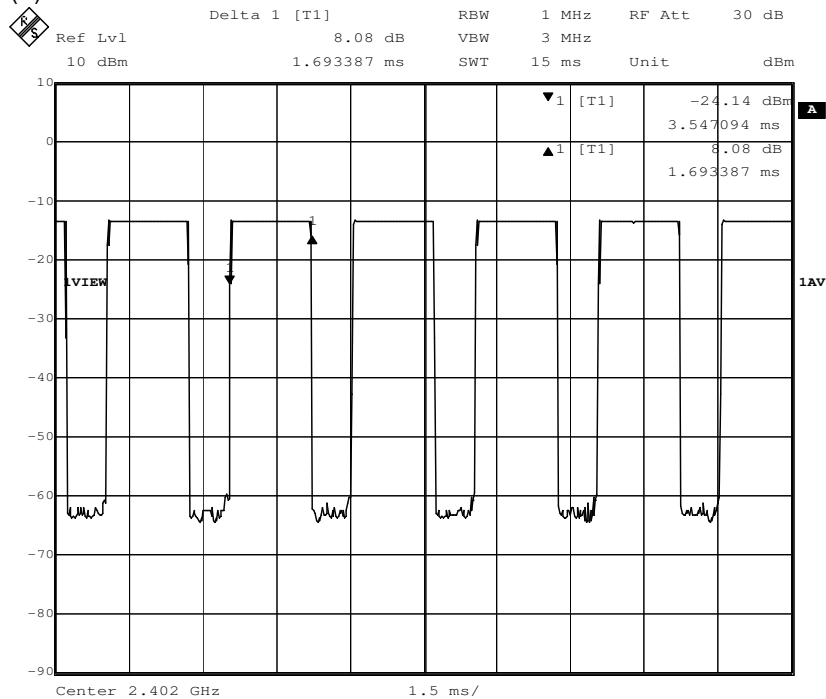 Delta 1 [T1] RBW 1 MHz RF Att 30 dB
Ref Lvl 8.08 dB VBW 3 MHz
10 dBm 1.693387 ms SWT 15 ms Unit dBm
10
1 [T1] -24.14 dBm
A
3.547094 ms
0
1 [T1] 8.08 dB
1.693387 ms
-10
1
-20
1
1VIEW 1AV
-30
-40
-50
-60
-70
-80
-90
Center 2.402 GHz 1.5 ms/